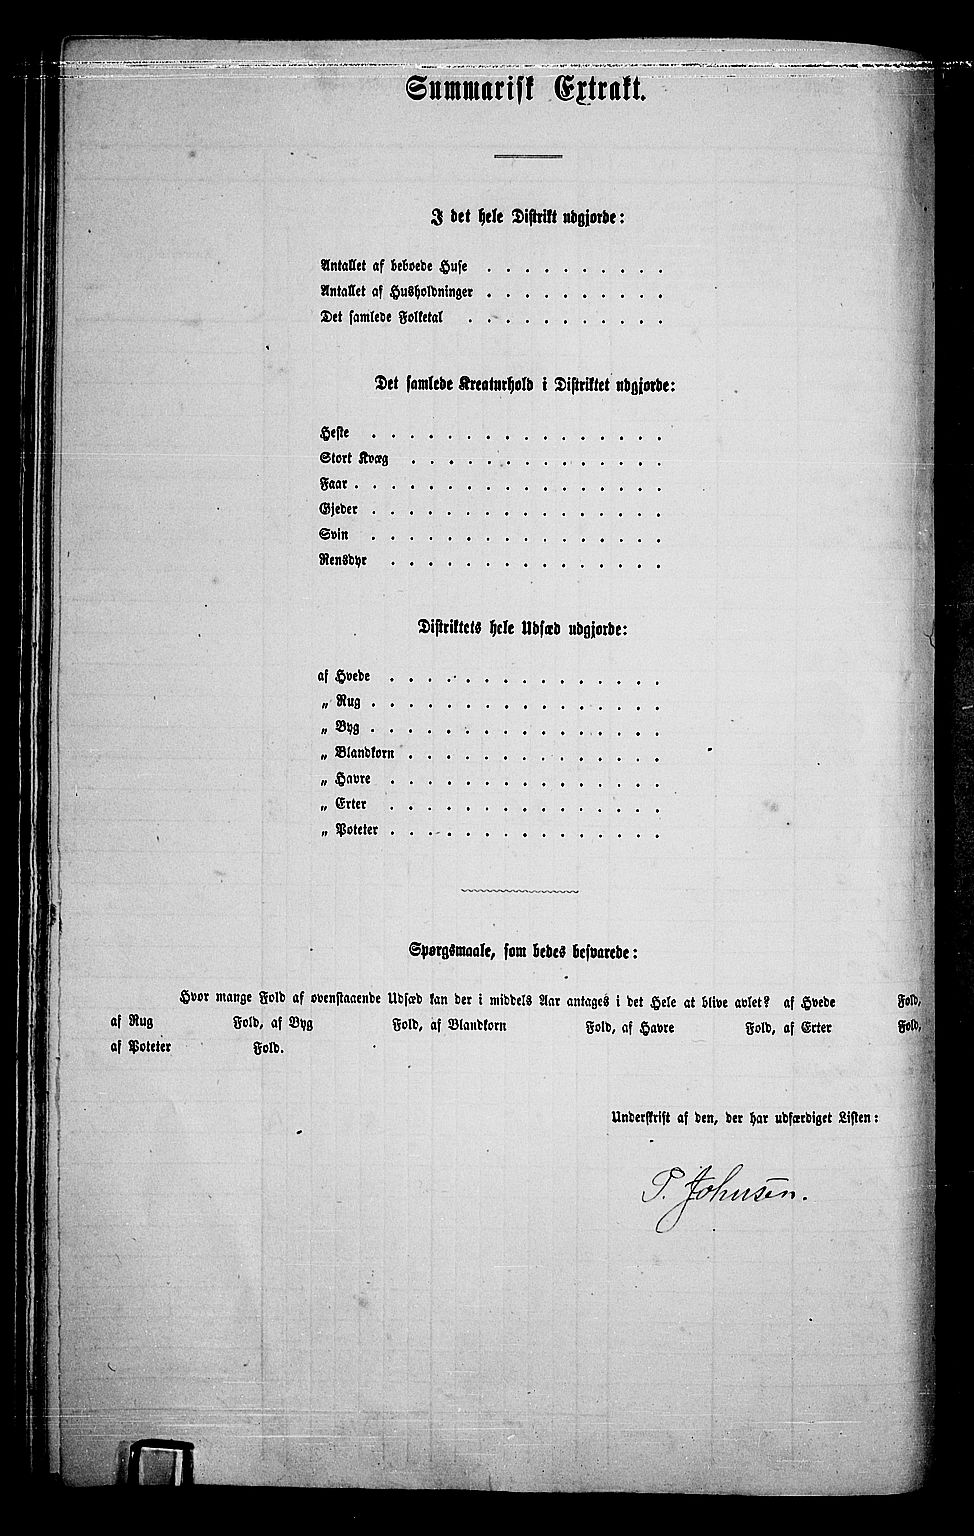 Summarisk Extrakt.
I det hele Distrikt udgjorde:
Antallet af beboede Huse . . . . . . . . . .
Antallet af Husholdninger . . . . . . . . . .
Det samlede Folketal . . . . . . . . . . .
Det samlede Kreaturhold i Distriktet udgjorde:
Heste . . . . . . . . . . . . . . . .
Stort Kvæg . . . . . . . . . . . . . .
Faar . . . . . . . . . . . . . . . . .
Gjeder . . . . . . . . . . . . . . . .
Svin . . . . . . . . . . . . . . . .
Rensdyr . . . . . . . . . . . . . . .
Distriktets hele Udsæd udgjorde:
af Hvede . . . . . . . . . . . . . . .
„ Rug . . . . . . . . . . . . . . . .
„ Byg . . . . . . . . . . . . . . . .
„ Blandkorn . . . . . . . . . . . . . .
„ Havre . . . . . . . . . . . . . . .
„ Erter . . . . . . . . . . . . . . .
„ Poteter . . . . . . . . . . . . . . .
Spørgsmaale, som bedes besvarede:
Hvor mange Fold af ovenstaaende Udsæd kan der i middels Aar antages i det Hele at blive avlet? af Hvede Fold,
af Rug Fold, af Byg Fold, af Blandkorn Fold, af Havre Fold, af Erter Fold,
af Poteter Fold.
Underskrift af den, der har udfærdiget Listen:
P. Johnsen.